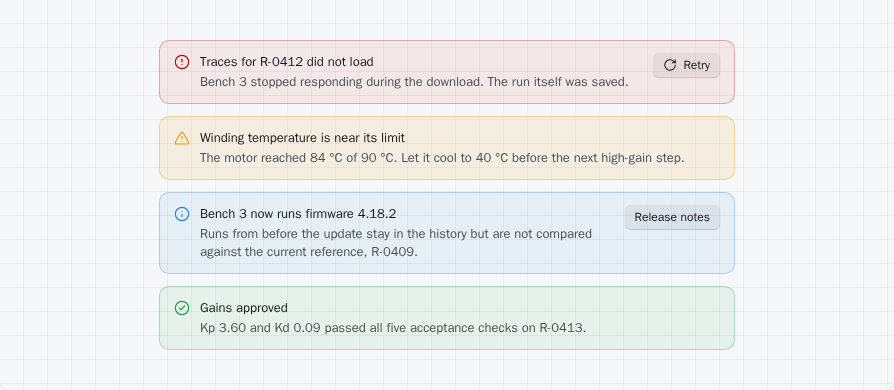 Traces for R-0412 did not load
Retry
Bench 3 stopped responding during the download. The run itself was saved.
Winding temperature is near its limit
The motor reached 84 °C of 90 °C. Let it cool to 40 °C before the next high-gain step.
Bench 3 now runs firmware 4.18.2
Release notes
Runs from before the update stay in the history but are not compared
against the current reference, R-0409.
Gains approved
Kp 3.60 and Kd 0.09 passed all five acceptance checks on R-0413.